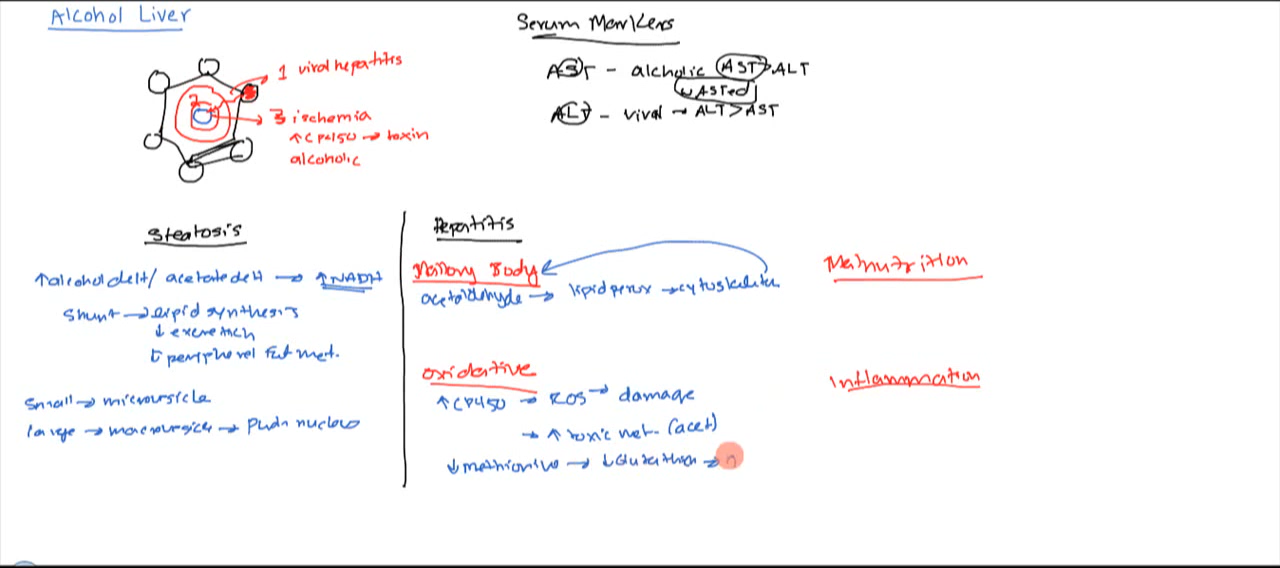 Alcohol Liver
Serum Markers
1 viral hepatitis
2
3 ischemia
↑CP450 → toxin
alcoholic
AST - alcholic AST>ALT
wASTed
ALT - viral → ALT>AST
Steatosis
↑alcohol deH/ acetate deH → ↑NADH
Shunt → lipid synthesis
↓ excretion
↓ peripheral fat met.
Small → microvesicle
large → macrovesicle → push nucleus
Hepatitis
Mallory Body
acetaldehyde → lipid perox → cytoskeleton
oxidative
↑CP450 → ROS → damage
→ ↑ toxic met. (acet)
↓methionine → ↓Glutathion →
Malnutrition
Inflammation